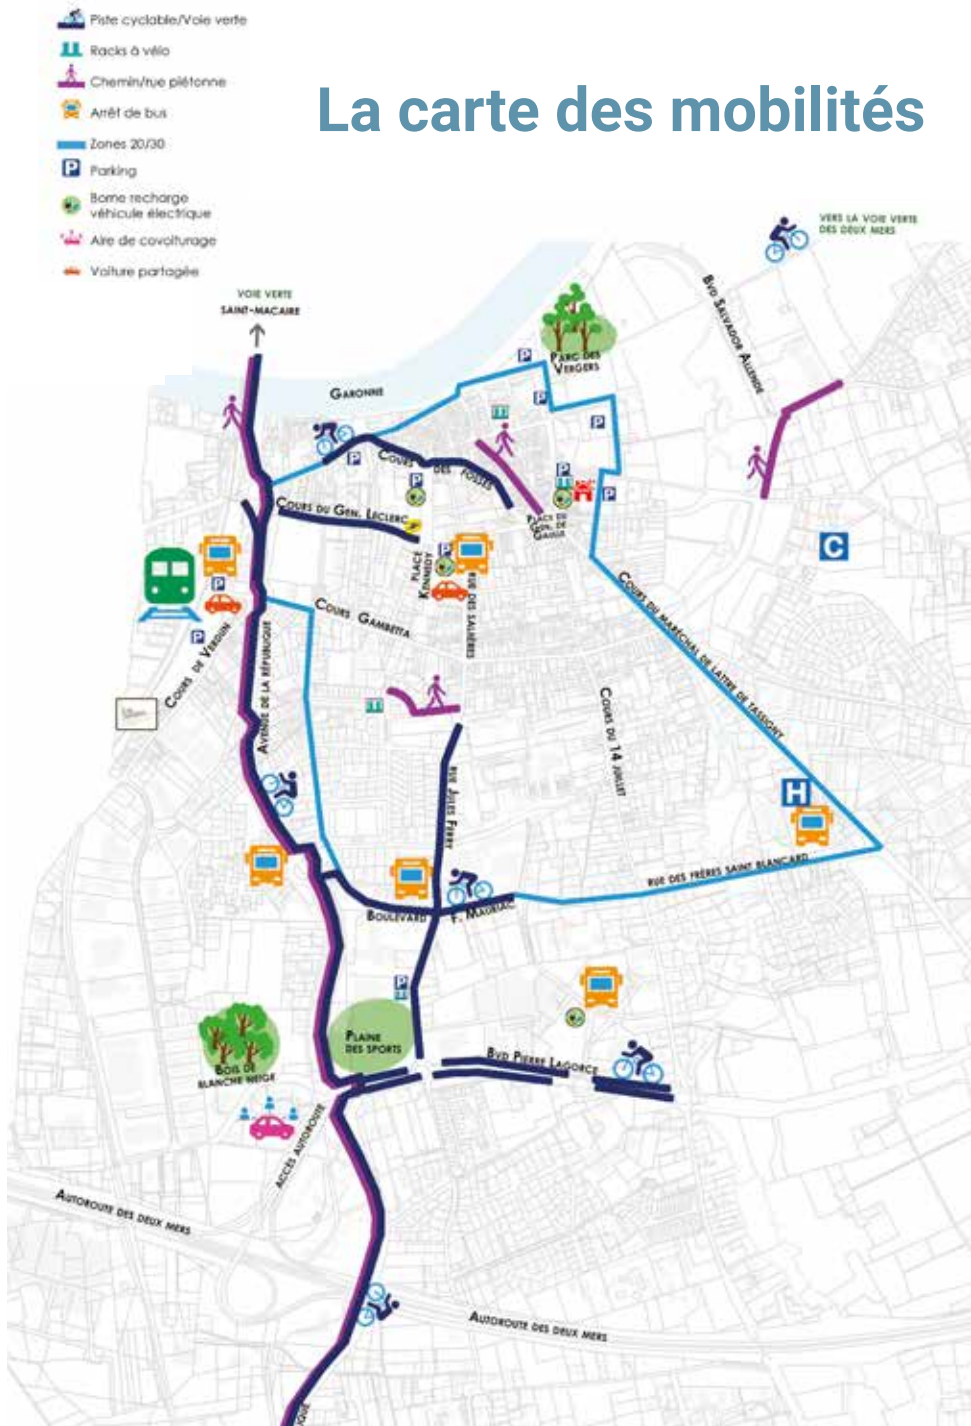 Piste cyclable/Voie verte
Racks à vélo
Chemin/rue piétonne
Arrêt de bus
Zones 20/30
P
Parking
Borne recharge
véhicule électrique
Aire de covoiturage
Voiture partagée
La carte des mobilités
VERS LA VOIE VERTE
DES DEUX MERS
VOIE VERTE
SAINT-MACAIRE
BVD SALVADOR ALLENDE
PARC DES
VERGERS
P
GARONNE
P
P
P
COURS DES FOSSÉS
P
P
P
COURS DU GEN. LECLERC
PLACE DU
GEN. DE
GAULLE
C
P
PLACE
KENNEDY
RUE DES SALIÈRES
P
P
COURS DE VERDUN
COURS GAMBETTA
COURS DU MARÉCHAL DE LATTRE DE TASSIGNY
AVENUE DE LA RÉPUBLIQUE
COURS DU 14 JUILLET
RUE JULES FERRY
H
RUE DES FRÈRES SAINT BLANCARD
BOULEVARD F. MAURIAC
P
PLAINE
DES SPORTS
BVD PIERRE LAGORCE
BOIS DE
BLANCHE NEIGE
ACCÈS AUTOROUTE
AUTOROUTE DES DEUX MERS
AUTOROUTE DES DEUX MERS